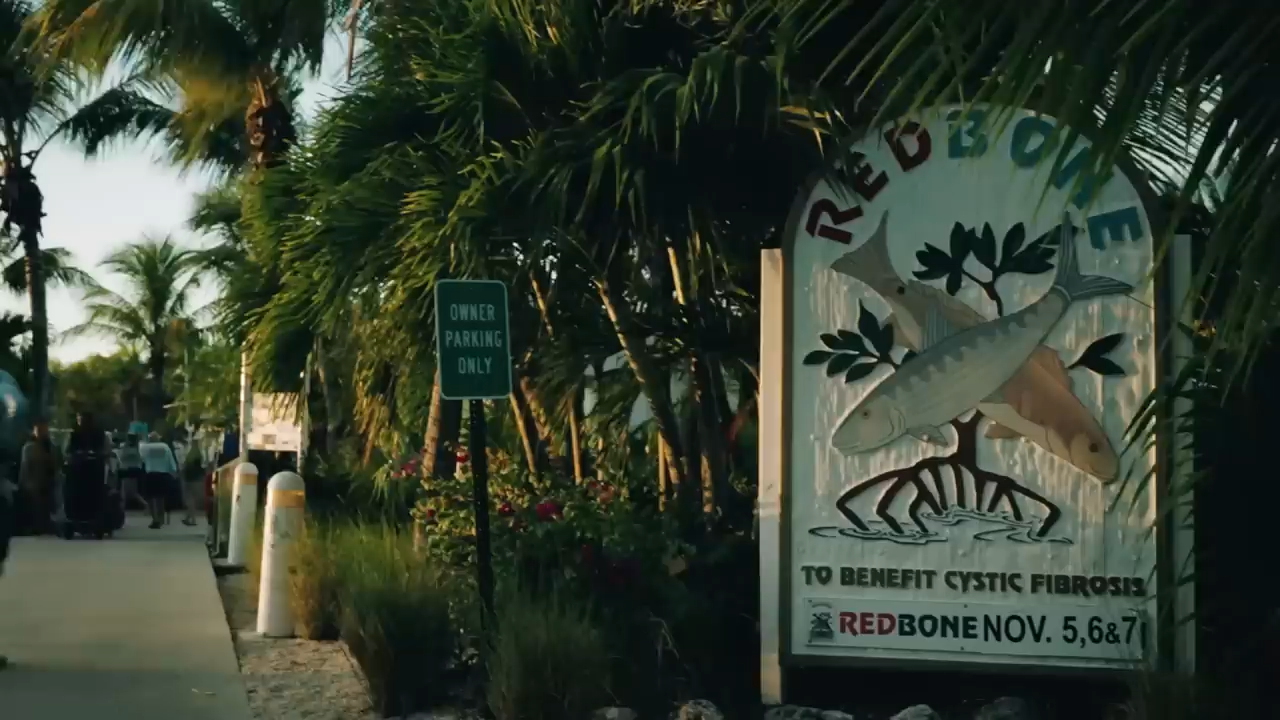 OWNER
PARKING
ONLY
REDBONE
TO BENEFIT CYSTIC FIBROSIS
REDBONE NOV. 5,6&7